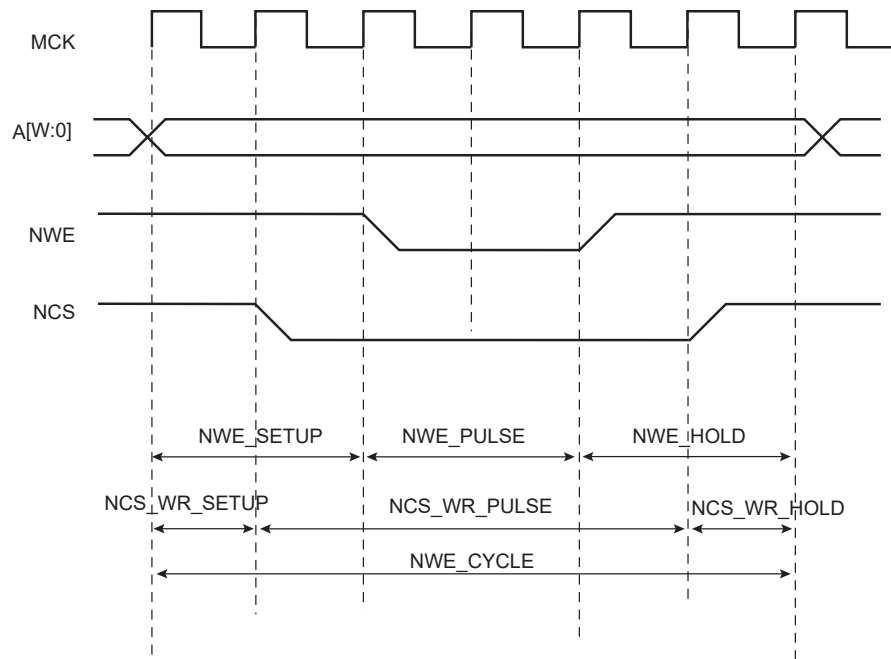 MCK
A[W:0]
NWE
NCS
NWE_SETUP NWE_PULSE NWE_HOLD
NCS_WR_SETUP NCS_WR_PULSE NCS_WR_HOLD
NWE_CYCLE